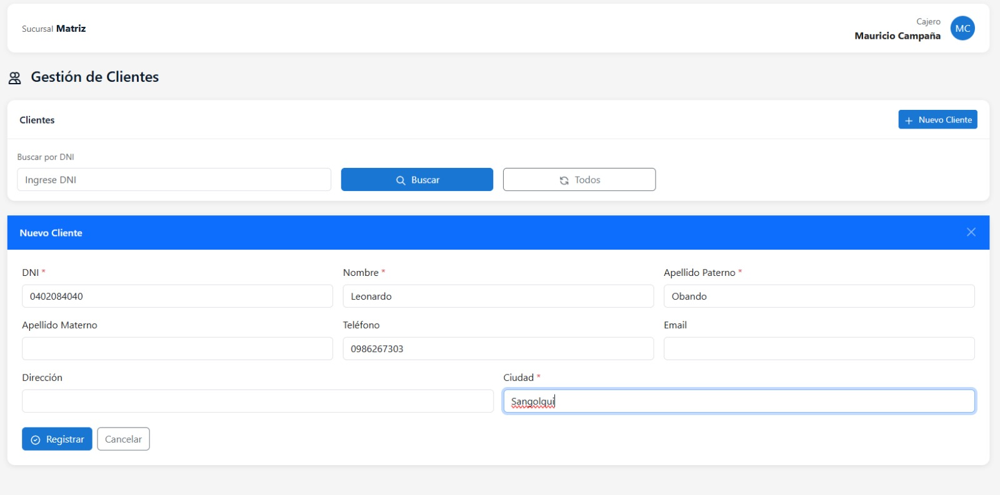 Sucursal Matriz
Cajero
Mauricio Campaña
MC
Gestión de Clientes
Clientes
Nuevo Cliente
Buscar por DNI
Ingrese DNI
Buscar
Todos
Nuevo Cliente
DNI *
Nombre *
Apellido Paterno *
0402084040
Leonardo
Obando
Apellido Materno
Teléfono
Email
0986267303
Dirección
Ciudad *
Sangolqui
Registrar
Cancelar